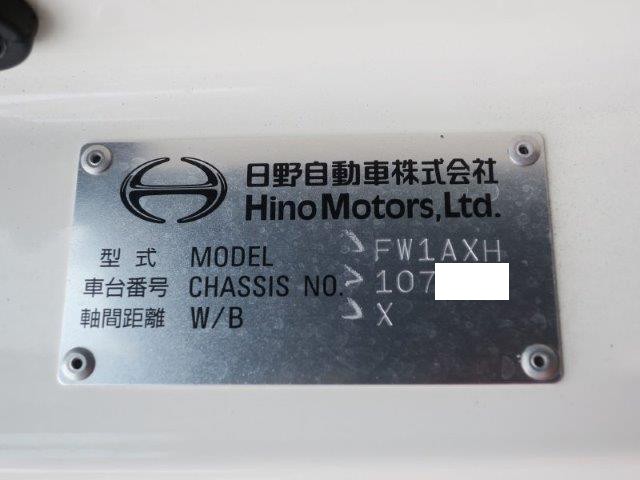 日野自動車株式会社
Hino Motors, Ltd.
型式 MODEL > FW1AXH
車台番号 CHASSIS NO. > 107
軸間距離 W/B > X